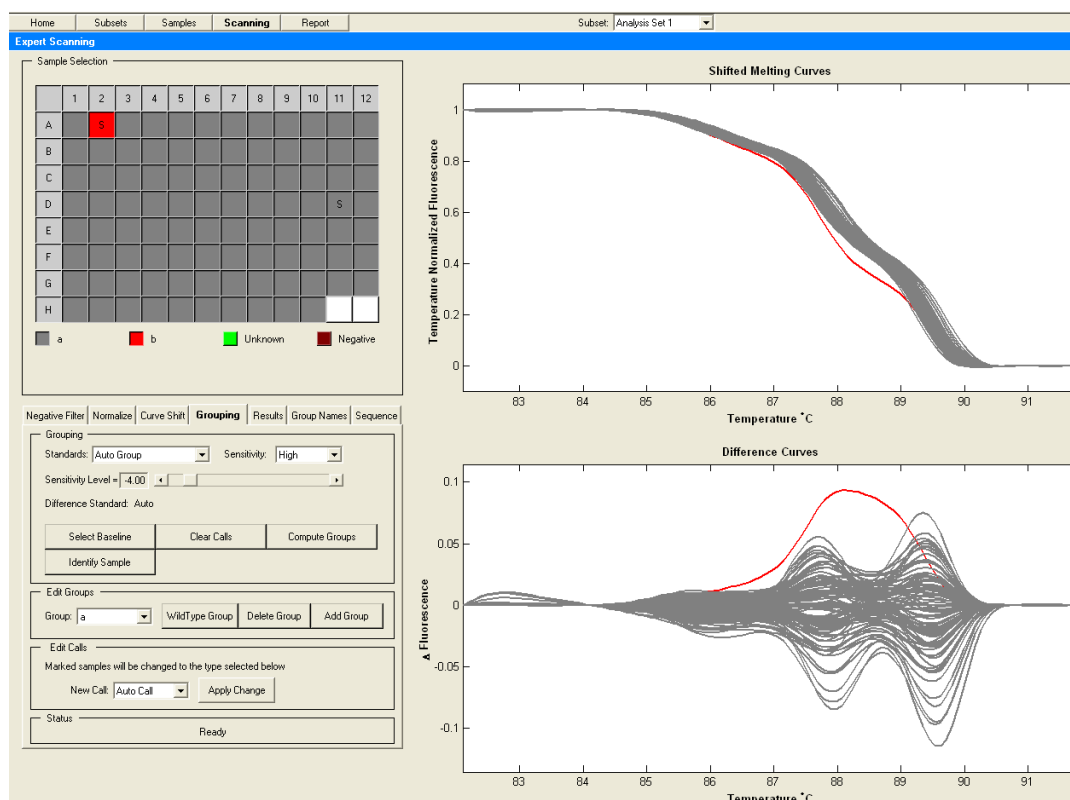 Home Subsets Samples Scanning Report Subset: Analysis Set 1
Expert Scanning
Sample Selection
1 2 3 4 5 6 7 8 9 10 11 12
A S
B
C
D S
E
F
G
H
a b Unknown Negative
Negative Filter Normalize Curve Shift Grouping Results Group Names Sequence
Grouping
Standards: Auto Group Sensitivity: High
Sensitivity Level = -4.00
Difference Standard: Auto
Select Baseline Clear Calls Compute Groups
Identify Sample
Edit Groups
Group: a WildType Group Delete Group Add Group
Edit Calls
Marked samples will be changed to the type selected below
New Call: Auto Call Apply Change
Status
Ready
Shifted Melting Curves
Temperature Normalized Fluorescence
1
0.8
0.6
0.4
0.2
0
83 84 85 86 87 88 89 90 91
Temperature °C
Difference Curves
Δ Fluorescence
0.1
0.05
0
-0.05
-0.1
83 84 85 86 87 88 89 90 91
Temperature °C